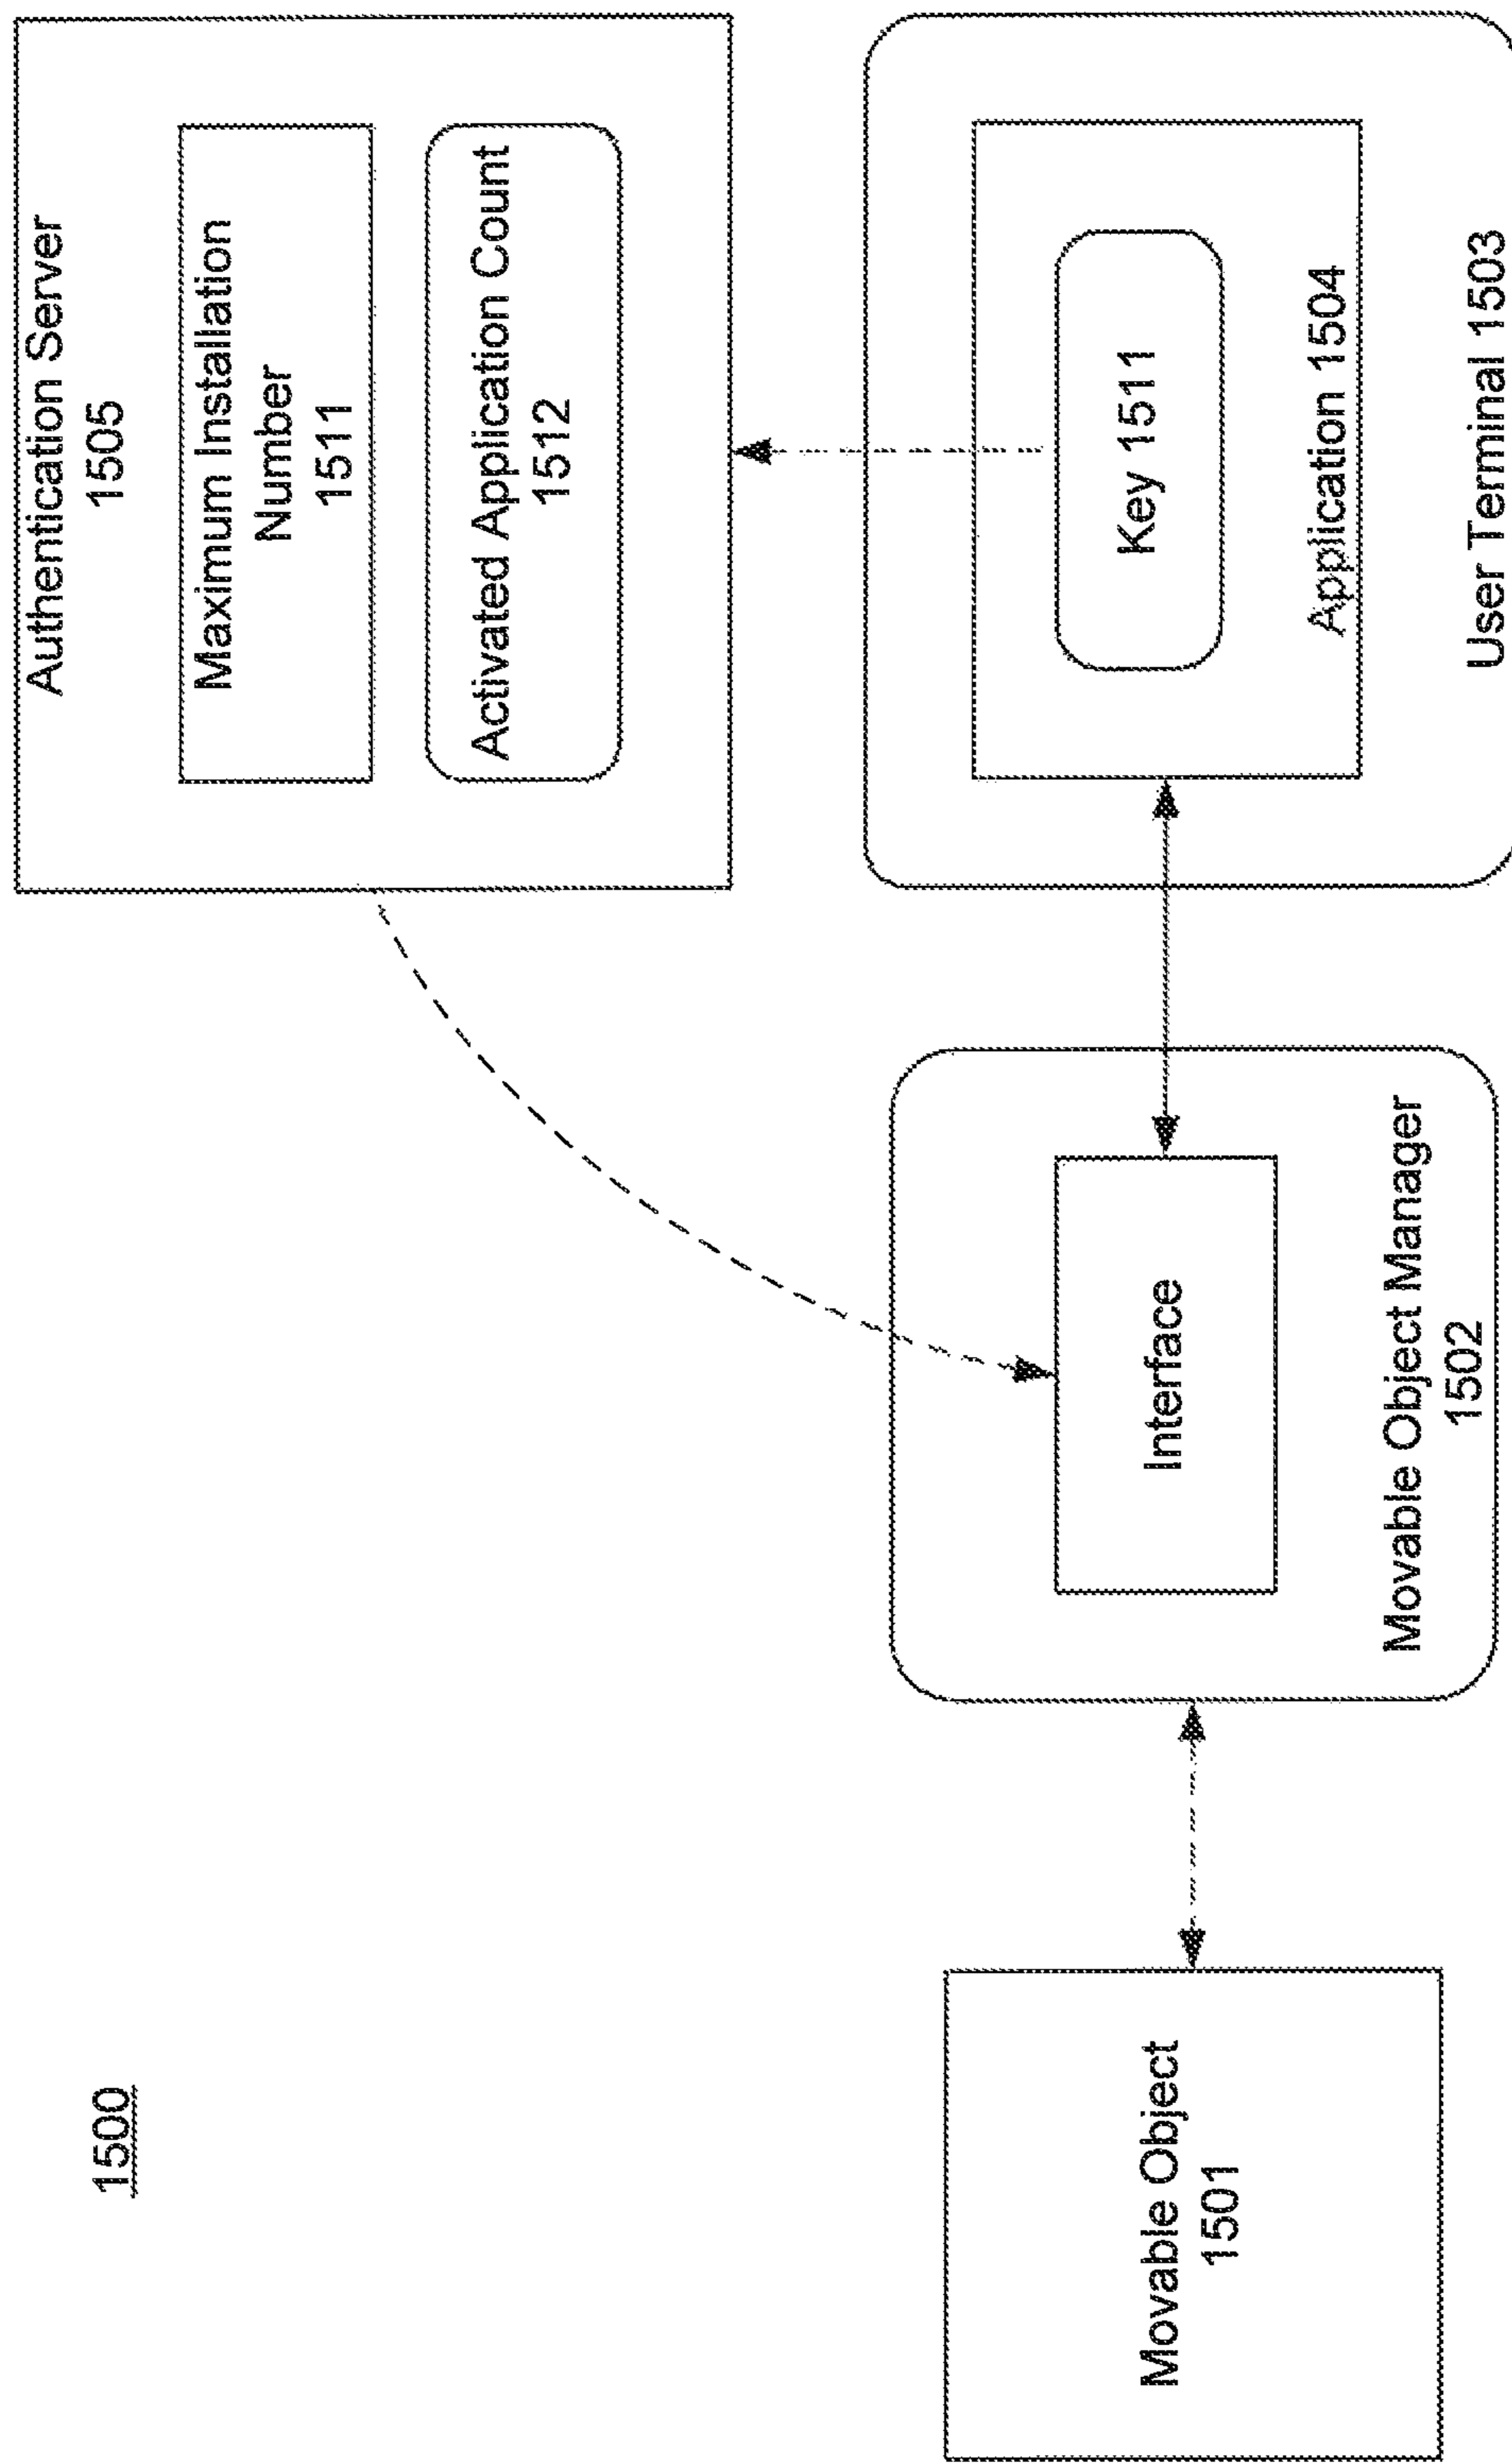 1500
Authentication Server
1505
Maximum Installation
Number
1511
Activated Application Count
1512
Movable Object
1501
Interface
Movable Object Manager
1502
Key 1511
Application 1504
User Terminal 1503